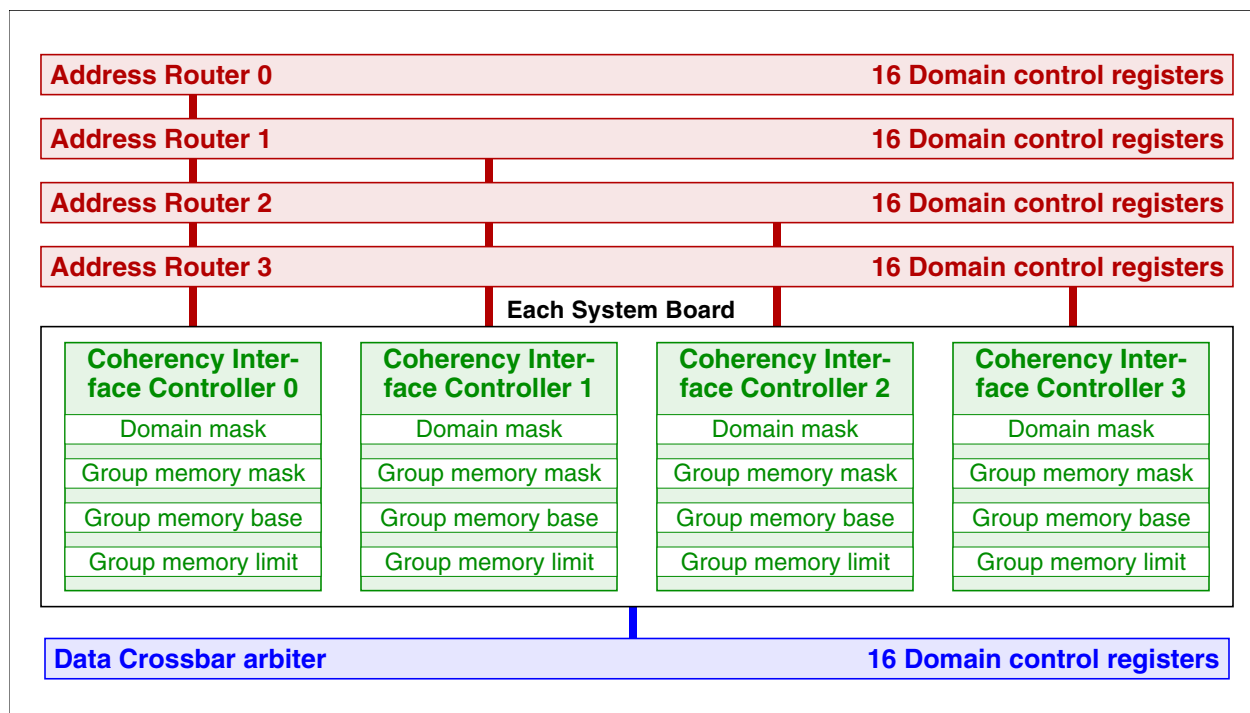 Address Router 0 16 Domain control registers
Address Router 1 16 Domain control registers
Address Router 2 16 Domain control registers
Address Router 3 16 Domain control registers
Each System Board
Coherency Inter-
face Controller 0
Domain mask
Group memory mask
Group memory base
Group memory limit
Coherency Inter-
face Controller 1
Domain mask
Group memory mask
Group memory base
Group memory limit
Coherency Inter-
face Controller 2
Domain mask
Group memory mask
Group memory base
Group memory limit
Coherency Inter-
face Controller 3
Domain mask
Group memory mask
Group memory base
Group memory limit
Data Crossbar arbiter 16 Domain control registers